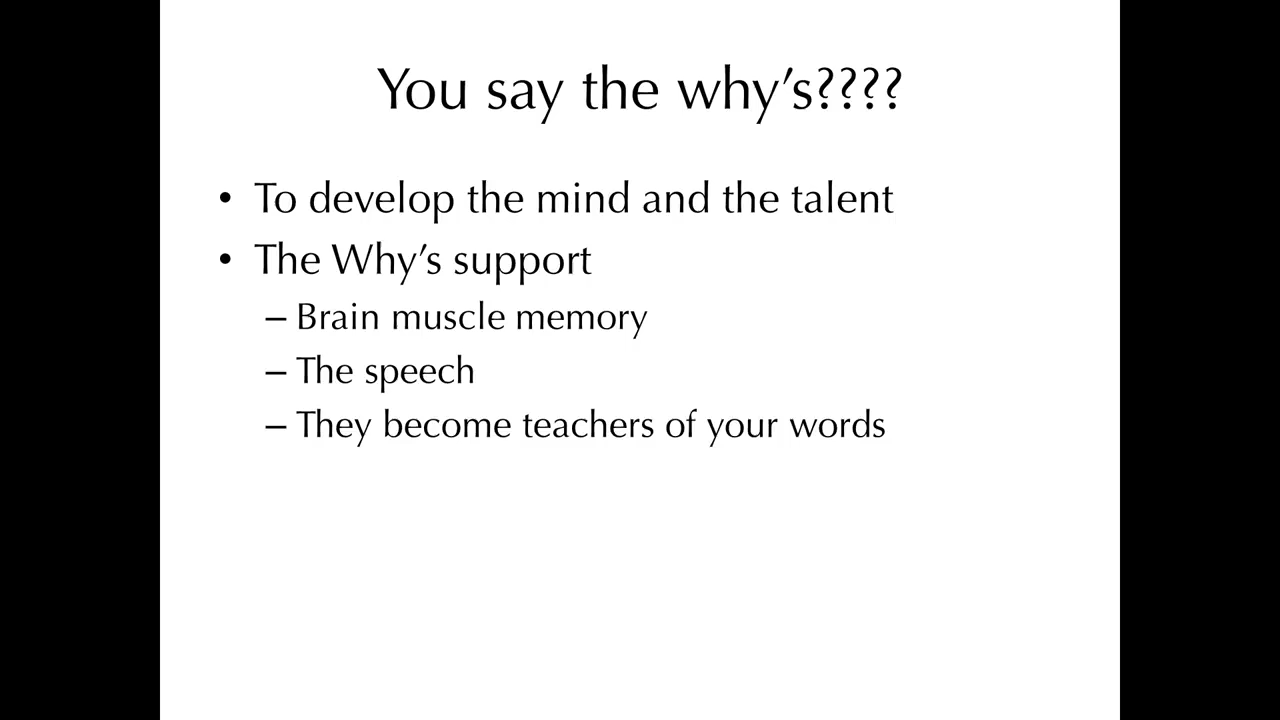 You say the why’s????
• To develop the mind and the talent
• The Why’s support
– Brain muscle memory
– The speech
– They become teachers of your words